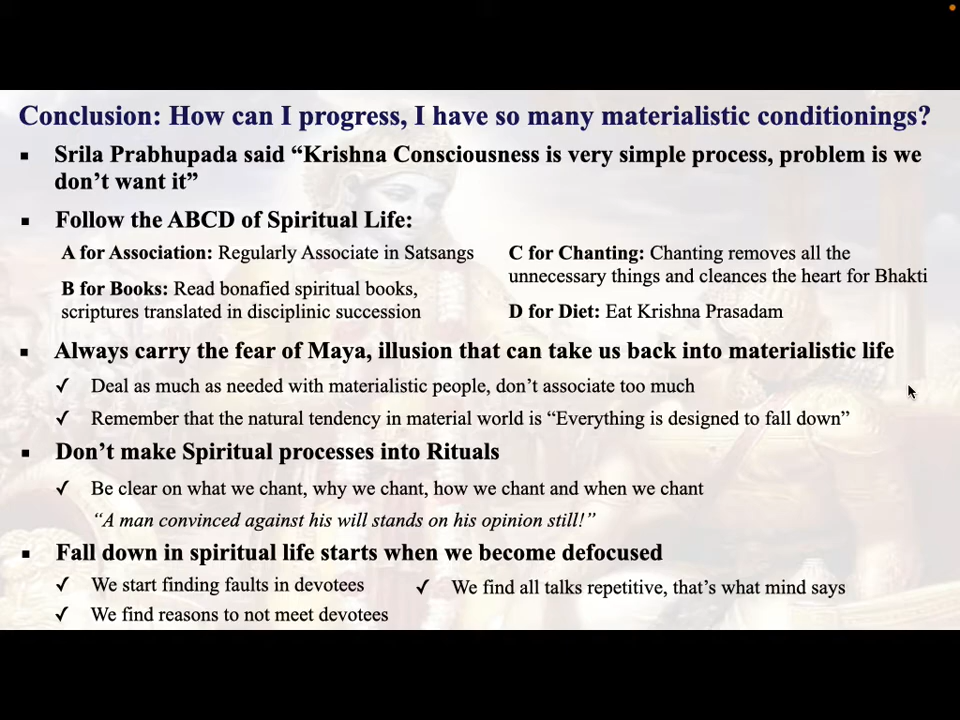 Conclusion: How can I progress, I have so many materialistic conditionings?
▪ Srila Prabhupada said “Krishna Consciousness is very simple process, problem is we
don’t want it”
▪ Follow the ABCD of Spiritual Life:
A for Association: Regularly Associate in Satsangs
B for Books: Read bonafied spiritual books,
scriptures translated in disciplinic succession
C for Chanting: Chanting removes all the
unnecessary things and cleances the heart for Bhakti
D for Diet: Eat Krishna Prasadam
▪ Always carry the fear of Maya, illusion that can take us back into materialistic life
✓ Deal as much as needed with materialistic people, don’t associate too much
✓ Remember that the natural tendency in material world is “Everything is designed to fall down”
▪ Don’t make Spiritual processes into Rituals
✓ Be clear on what we chant, why we chant, how we chant and when we chant
“A man convinced against his will stands on his opinion still!”
▪ Fall down in spiritual life starts when we become defocused
✓ We start finding faults in devotees
✓ We find all talks repetitive, that’s what mind says
✓ We find reasons to not meet devotees